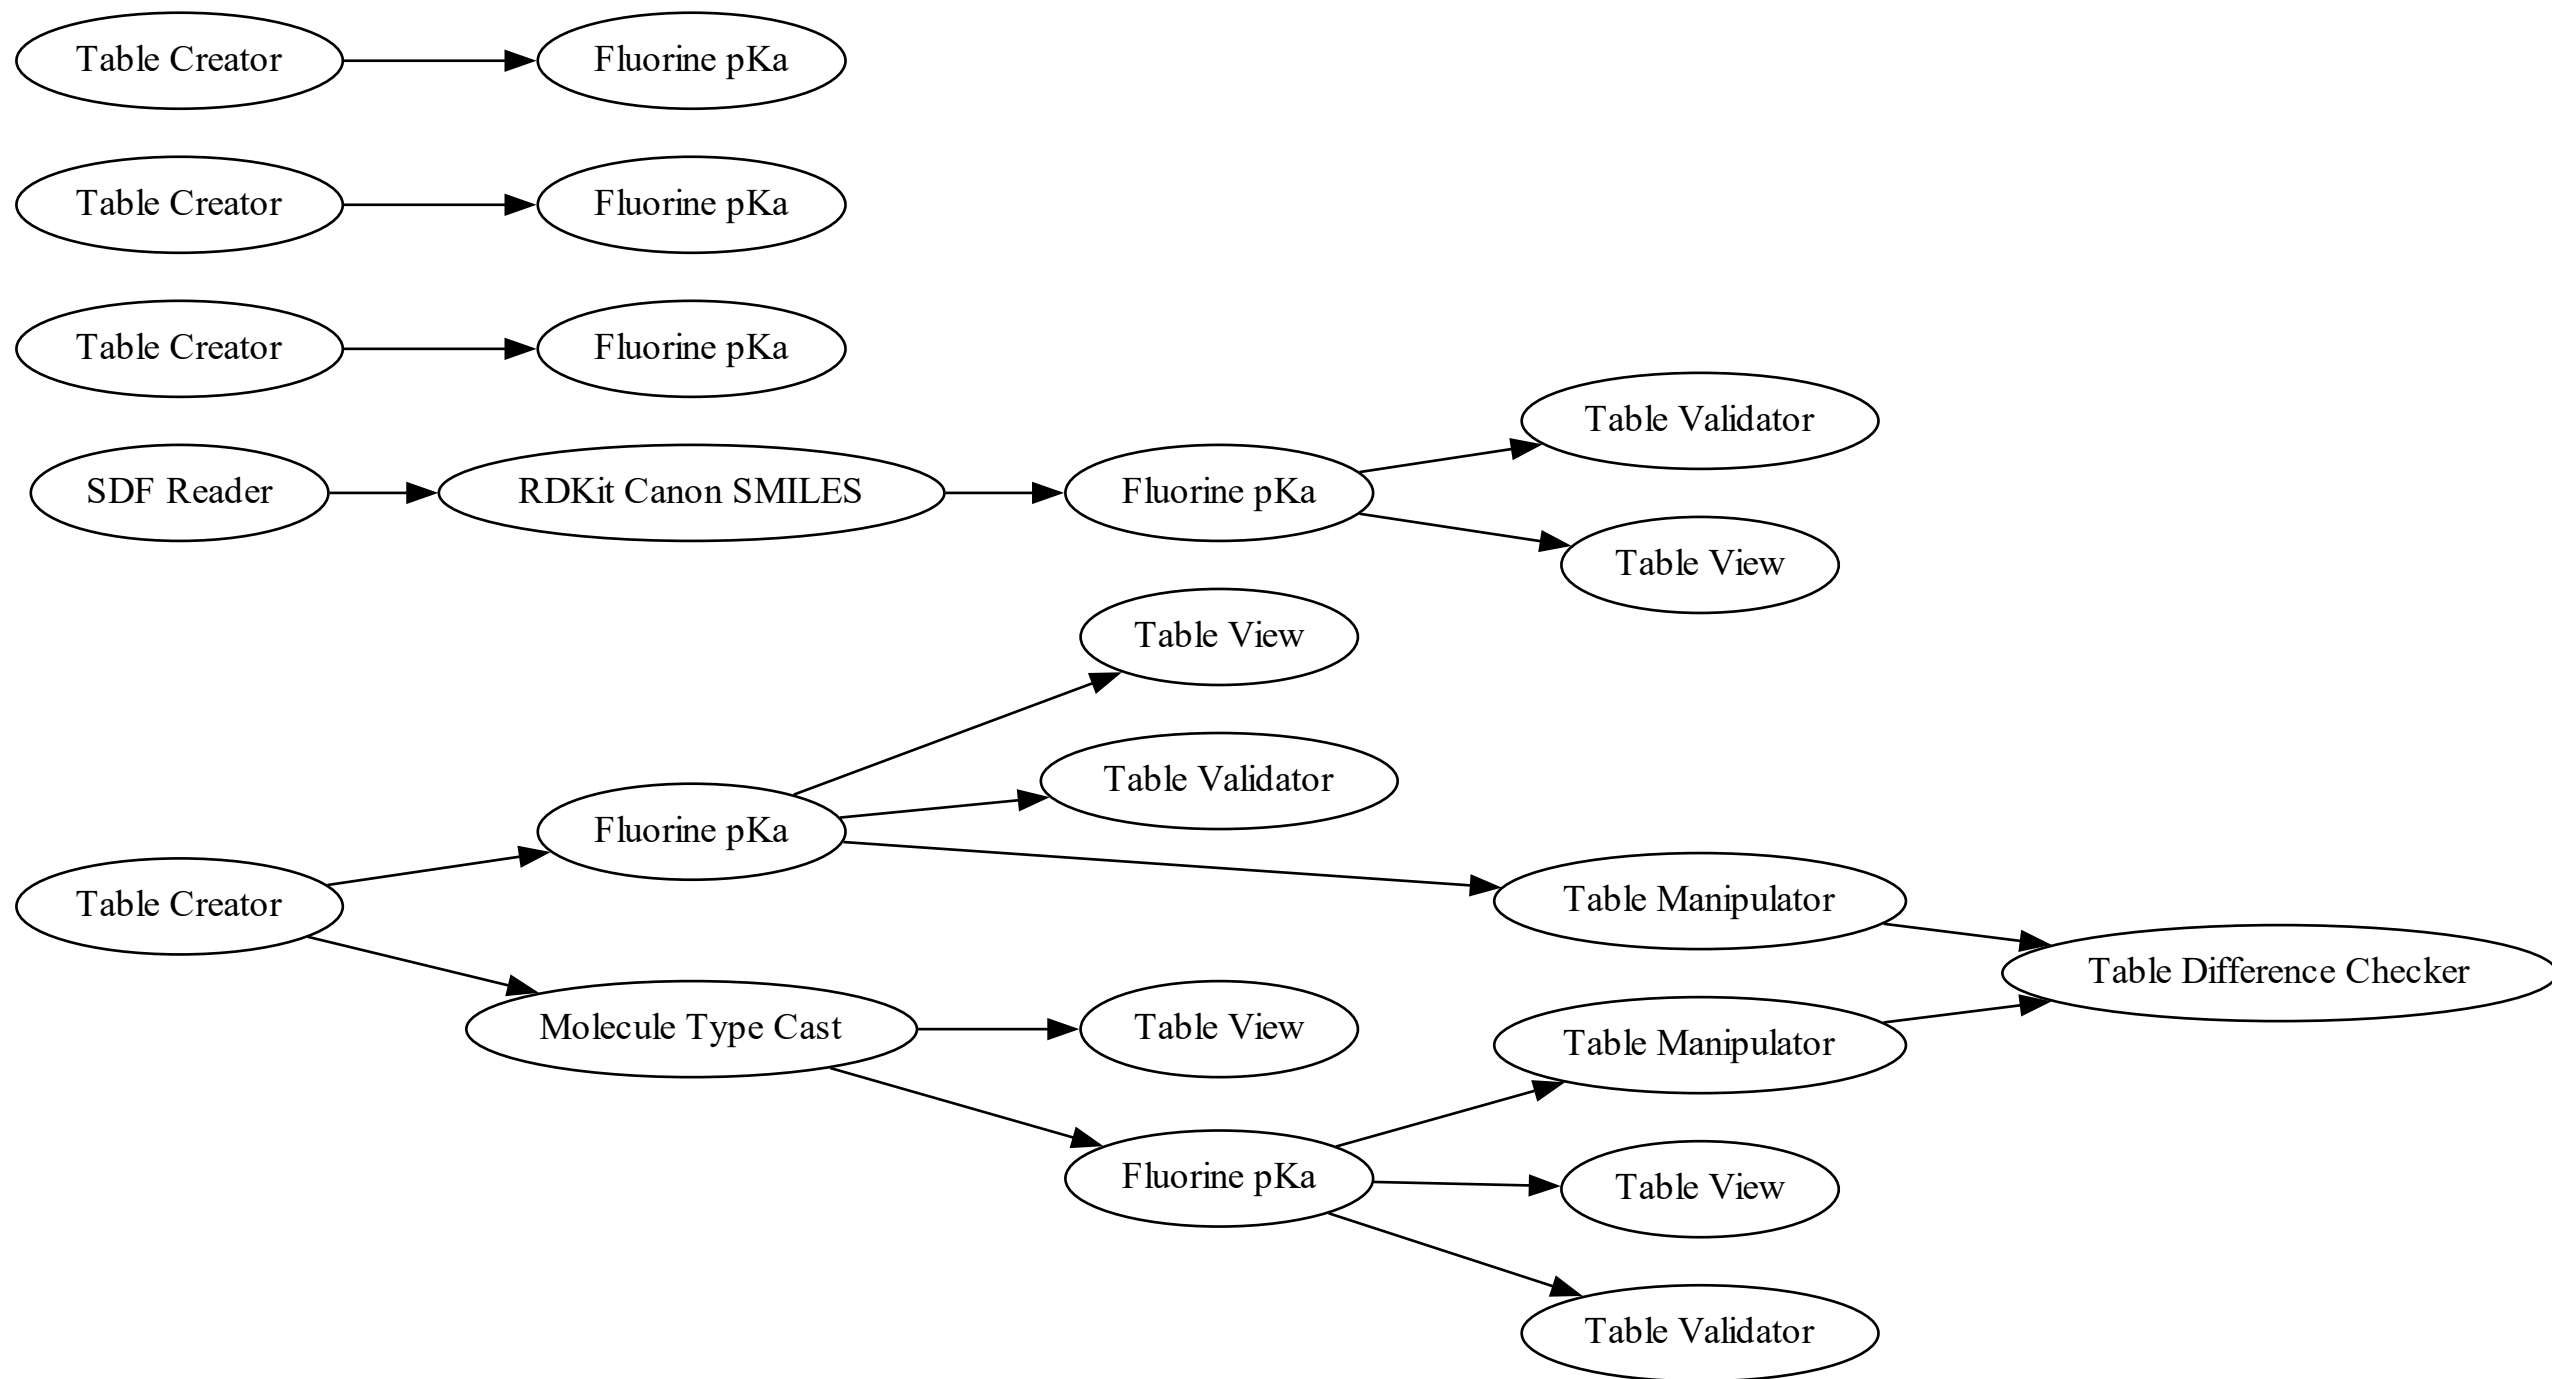 Table Creator
Fluorine pKa
Table Creator
Fluorine pKa
Table Creator
Fluorine pKa
Table Validator
SDF Reader
RDKit Canon SMILES
Fluorine pKa
Table View
Table View
Table Validator
Fluorine pKa
Table Manipulator
Table Creator
Table Difference Checker
Molecule Type Cast
Table View
Table Manipulator
Fluorine pKa
Table View
Table Validator